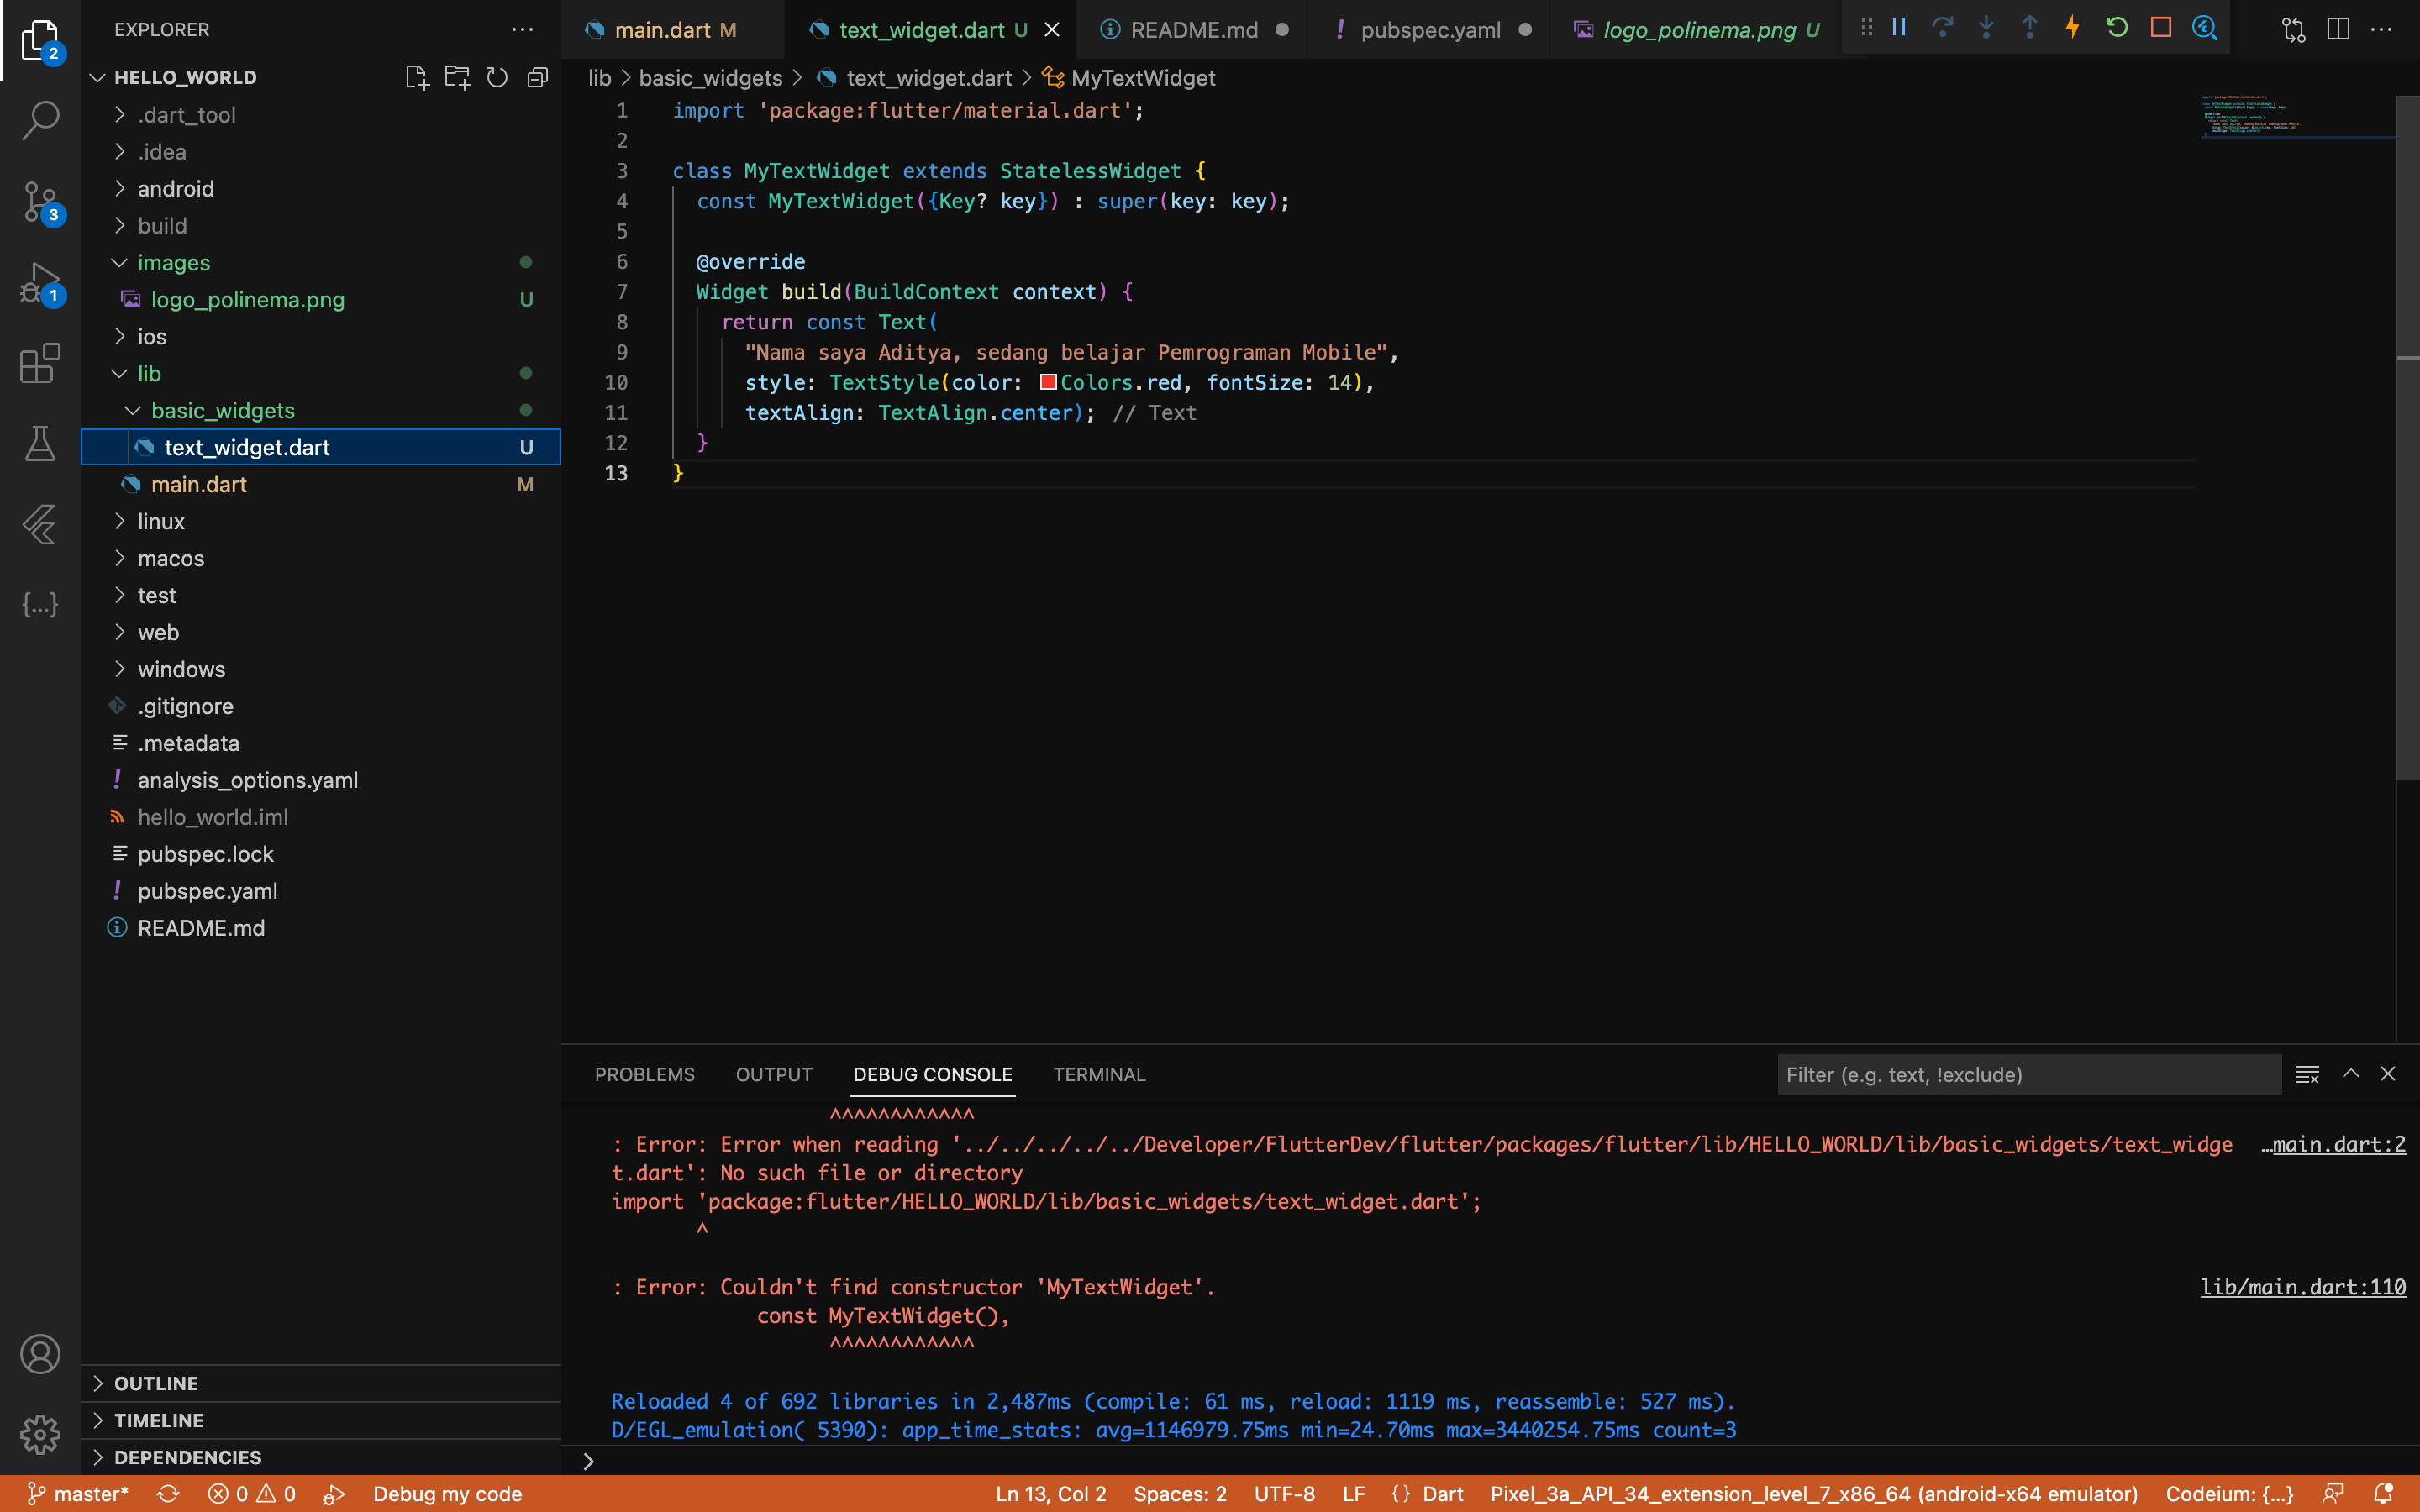 EXPLORER
main.dart M
text_widget.dart U
README.md
! pubspec.yaml
logo_polinema.png U
2
3
1
HELLO_WORLD
.dart_tool
.idea
android
build
images
logo_polinema.png U
ios
lib
basic_widgets
text_widget.dart U
main.dart M
linux
macos
test
web
windows
.gitignore
.metadata
! analysis_options.yaml
hello_world.iml
pubspec.lock
! pubspec.yaml
README.md
OUTLINE
TIMELINE
DEPENDENCIES
lib > basic_widgets > text_widget.dart > MyTextWidget
1 import 'package:flutter/material.dart';
2
3 class MyTextWidget extends StatelessWidget {
4 const MyTextWidget({Key? key}) : super(key: key);
5
6 @override
7 Widget build(BuildContext context) {
8 return const Text(
9 "Nama saya Aditya, sedang belajar Pemrograman Mobile",
10 style: TextStyle(color: Colors.red, fontSize: 14),
11 textAlign: TextAlign.center); // Text
12 }
13 }
PROBLEMS OUTPUT DEBUG CONSOLE TERMINAL
Filter (e.g. text, !exclude)
^^^^^^^^^^^^
: Error: Error when reading '../../../../../Developer/FlutterDev/flutter/packages/flutter/lib/HELLO_WORLD/lib/basic_widgets/text_widge …main.dart:2
t.dart': No such file or directory
import 'package:flutter/HELLO_WORLD/lib/basic_widgets/text_widget.dart';
^
: Error: Couldn't find constructor 'MyTextWidget'. lib/main.dart:110
const MyTextWidget(),
^^^^^^^^^^^^
Reloaded 4 of 692 libraries in 2,487ms (compile: 61 ms, reload: 1119 ms, reassemble: 527 ms).
D/EGL_emulation( 5390): app_time_stats: avg=1146979.75ms min=24.70ms max=3440254.75ms count=3
>
master* 0 0 Debug my code Ln 13, Col 2 Spaces: 2 UTF-8 LF {} Dart Pixel_3a_API_34_extension_level_7_x86_64 (android-x64 emulator) Codeium: {...}